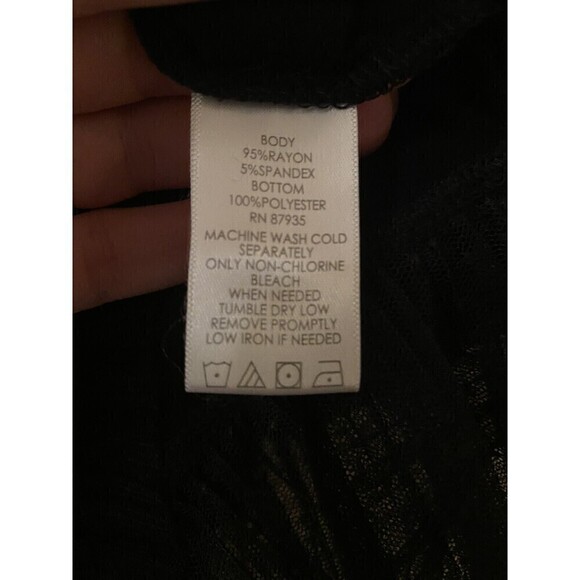 BODY
95%RAYON
5%SPANDEX
BOTTOM
100%POLYESTER
RN 87935
MACHINE WASH COLD
SEPARATELY
ONLY NON-CHLORINE
BLEACH
WHEN NEEDED
TUMBLE DRY LOW
REMOVE PROMPTLY
LOW IRON IF NEEDED